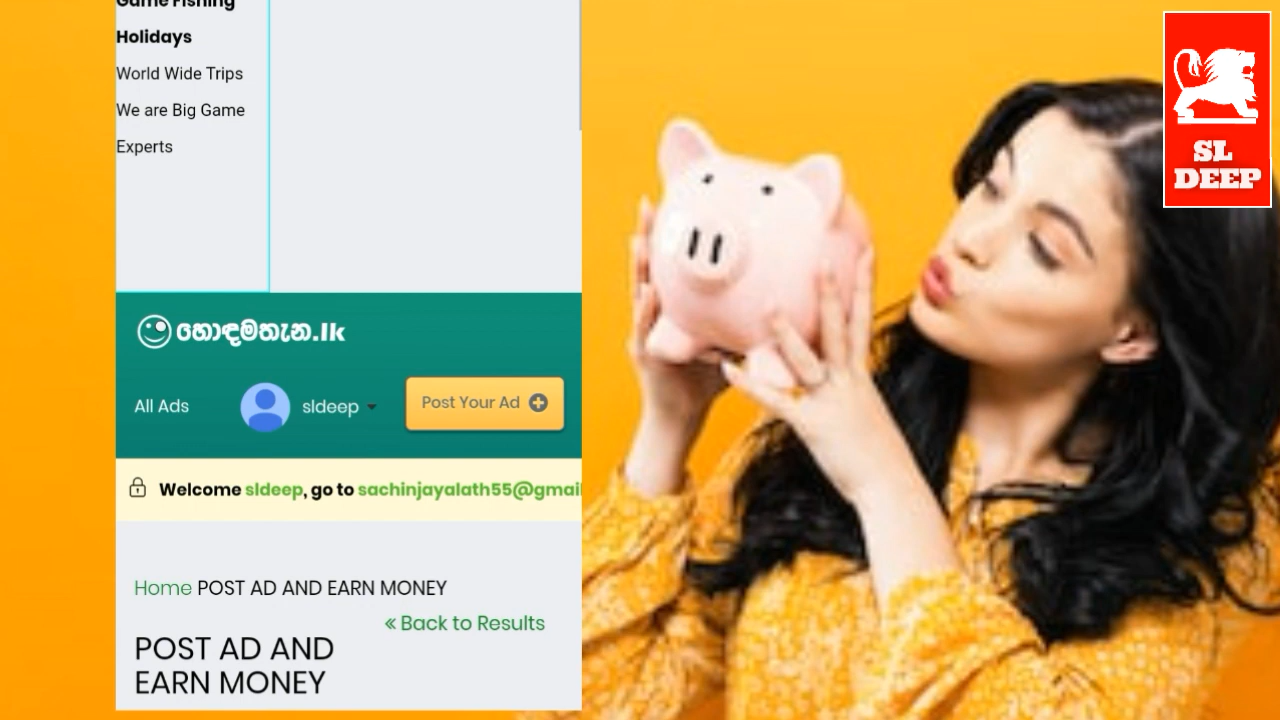 Game Fishing
Holidays
World Wide Trips
We are Big Game
Experts
SL
DEEP
හොඳමතැන.lk
All Ads
sldeep
Post Your Ad
Welcome sldeep, go to sachinjayalath55@gmai
Home POST AD AND EARN MONEY
« Back to Results
POST AD AND
EARN MONEY